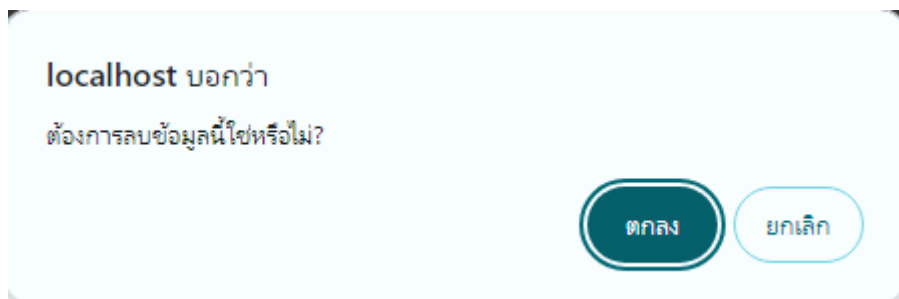 localhost บอกว่า
ต้องการลบข้อมูลนี้ใช่หรือไม่?
ตกลง ยกเลิก